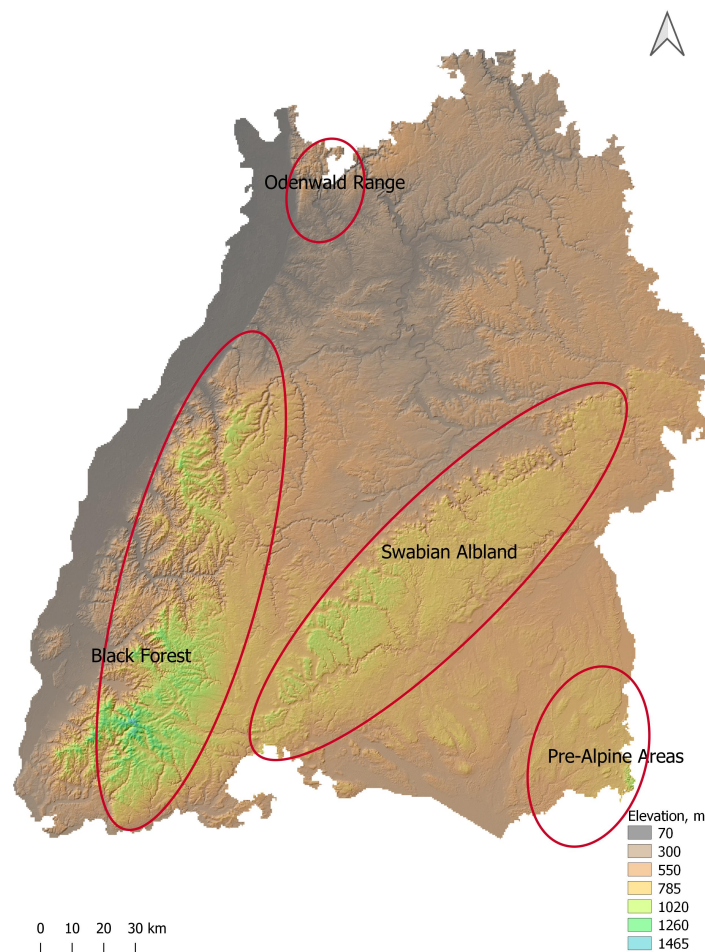 Odenwald Range
Swabian Albland
Black Forest
Pre-Alpine Areas
Elevation, m
70
300
550
785
1020
1260
1465
0 10 20 30 km